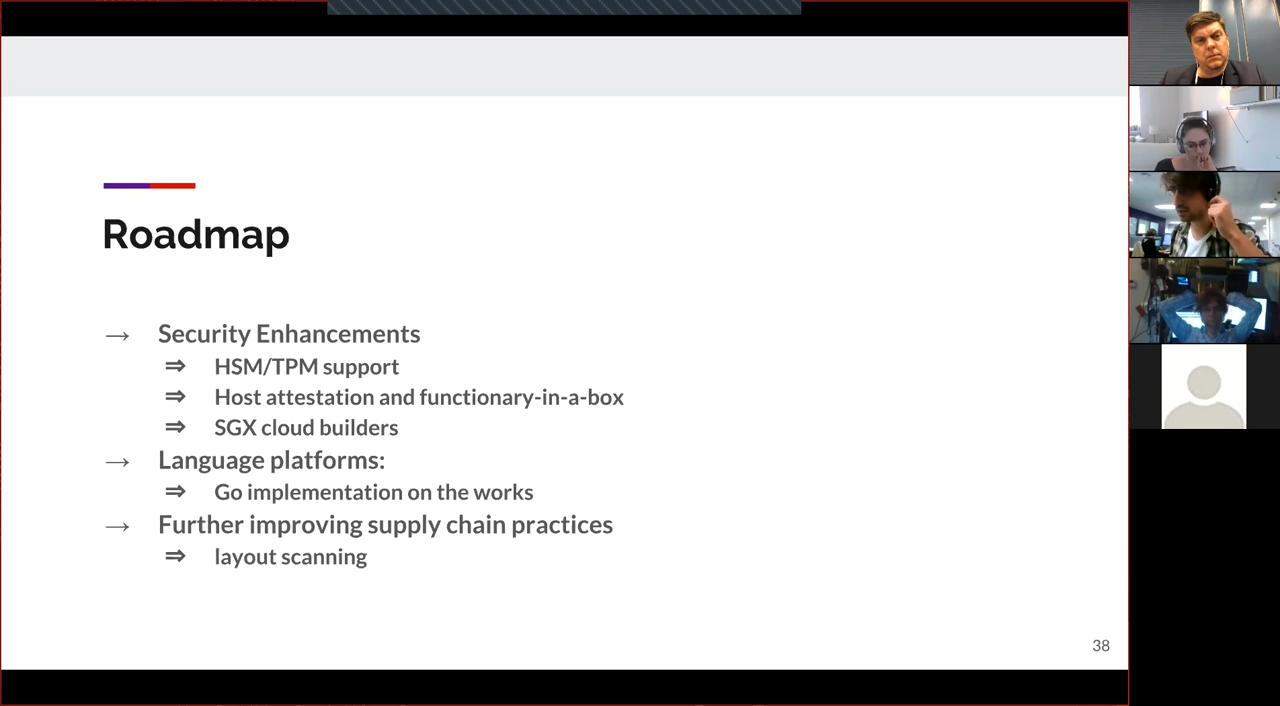 Roadmap
→ Security Enhancements
⇒ HSM/TPM support
⇒ Host attestation and functionary-in-a-box
⇒ SGX cloud builders
→ Language platforms:
⇒ Go implementation on the works
→ Further improving supply chain practices
⇒ layout scanning
38